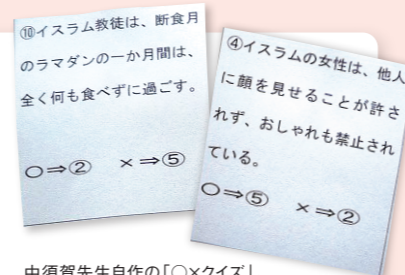 ⑩イスラム教徒は、断食月
のラマダンの一か月間は、
全く何も食べずに過ごす。
○⇒② ×⇒⑤
④イスラムの女性は、他人
に顔を見せることが許さ
れず、おしゃれも禁止され
ている。
○⇒⑤ ×⇒②
中須賀先生自作の「○×クイズ」